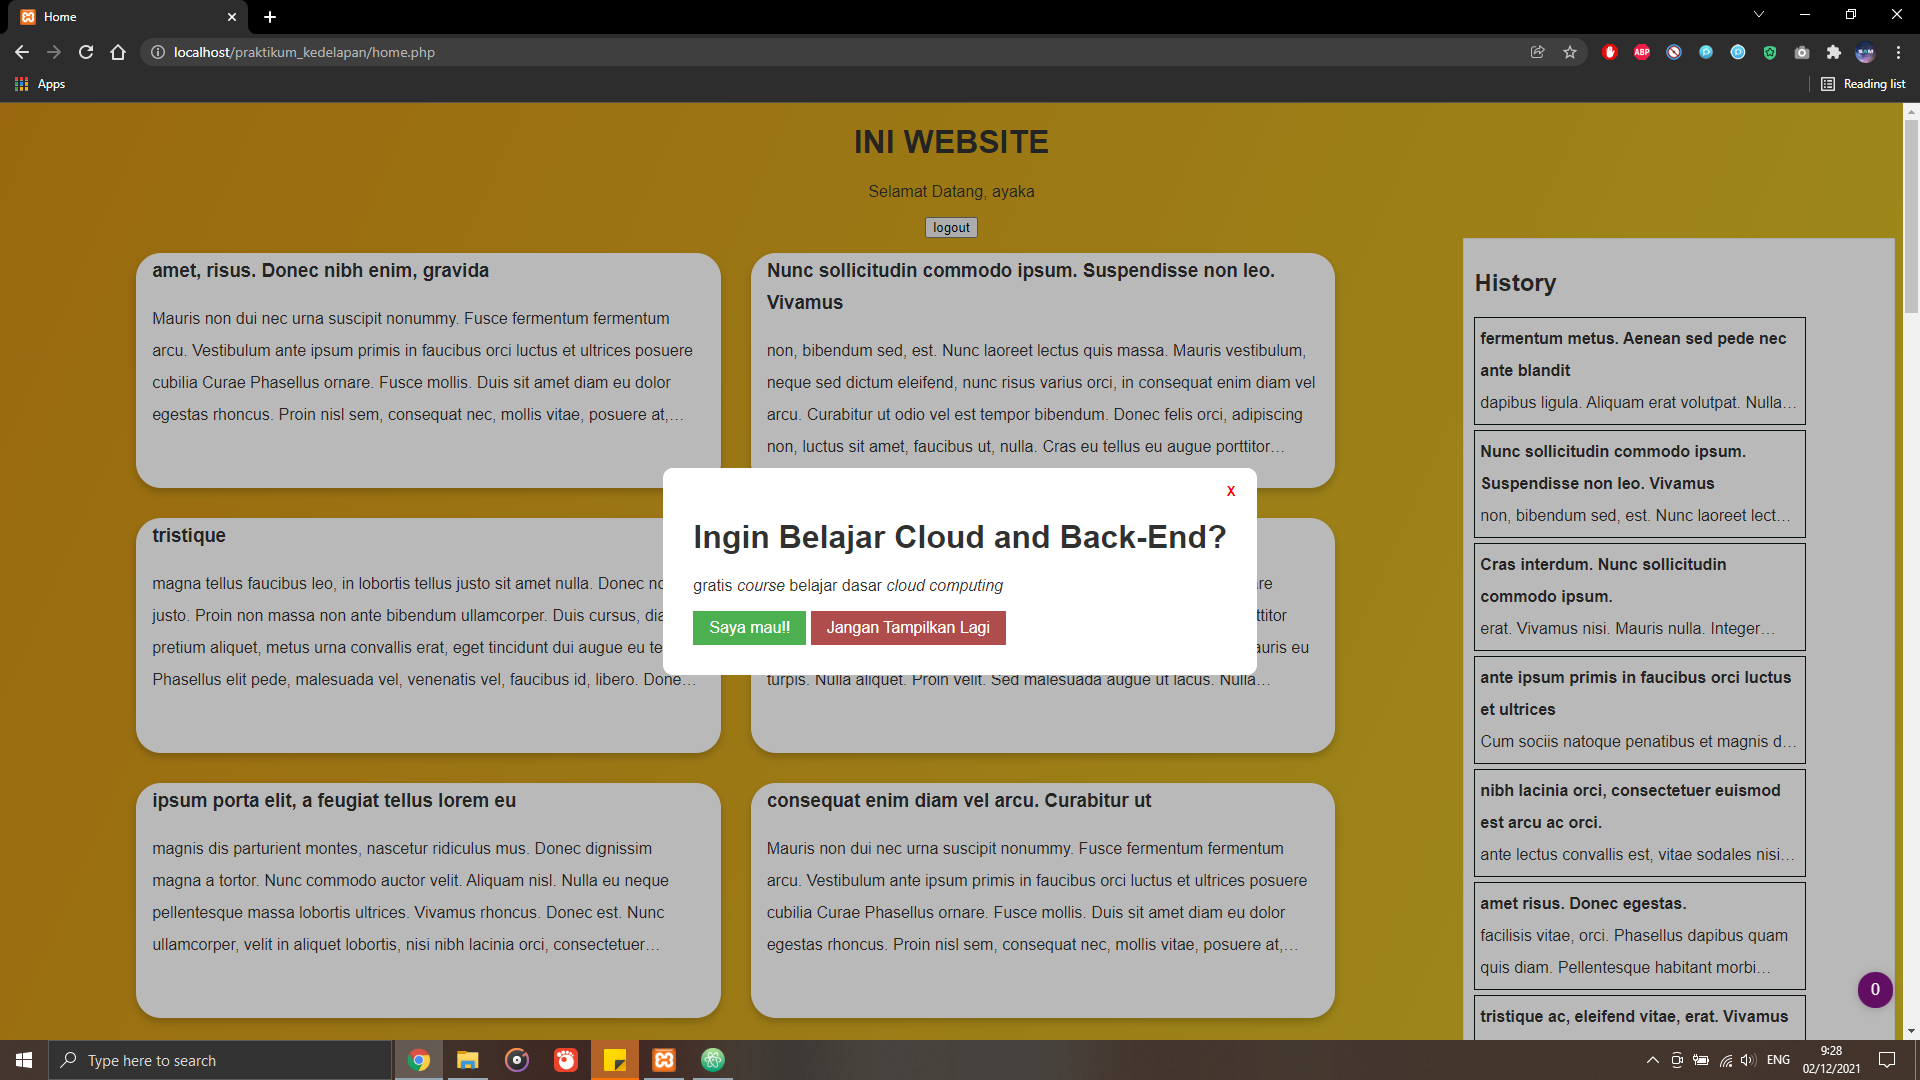 Home
localhost/praktikum_kedelapan/home.php
ABP
Apps
Reading list
INI WEBSITE
Selamat Datang, ayaka
logout
amet, risus. Donec nibh enim, gravida
Mauris non dui nec urna suscipit nonummy. Fusce fermentum fermentum
arcu. Vestibulum ante ipsum primis in faucibus orci luctus et ultrices posuere
cubilia Curae Phasellus ornare. Fusce mollis. Duis sit amet diam eu dolor
egestas rhoncus. Proin nisl sem, consequat nec, mollis vitae, posuere at,...
Nunc sollicitudin commodo ipsum. Suspendisse non leo.
Vivamus
non, bibendum sed, est. Nunc laoreet lectus quis massa. Mauris vestibulum,
neque sed dictum eleifend, nunc risus varius orci, in consequat enim diam vel
arcu. Curabitur ut odio vel est tempor bibendum. Donec felis orci, adipiscing
non, luctus sit amet, faucibus ut, nulla. Cras eu tellus eu augue porttitor...
tristique
magna tellus faucibus leo, in lobortis tellus justo sit amet nulla. Donec
justo. Proin non massa non ante bibendum ullamcorper. Duis cursus,
pretium aliquet, metus urna convallis erat, eget tincidunt dui augue eu
Phasellus elit pede, malesuada vel, venenatis vel, faucibus id, libero. Done...
auris eu
turpis. Nulla aliquet. Proin velit. Sed malesuada augue ut lacus. Nulla...
X
Ingin Belajar Cloud and Back-End?
gratis course belajar dasar cloud computing
Saya mau!!
Jangan Tampilkan Lagi
ipsum porta elit, a feugiat tellus lorem eu
magnis dis parturient montes, nascetur ridiculus mus. Donec dignissim
magna a tortor. Nunc commodo auctor velit. Aliquam nisl. Nulla eu neque
pellentesque massa lobortis ultrices. Vivamus rhoncus. Donec est. Nunc
ullamcorper, velit in aliquet lobortis, nisi nibh lacinia orci, consectetuer...
consequat enim diam vel arcu. Curabitur ut
Mauris non dui nec urna suscipit nonummy. Fusce fermentum fermentum
arcu. Vestibulum ante ipsum primis in faucibus orci luctus et ultrices posuere
cubilia Curae Phasellus ornare. Fusce mollis. Duis sit amet diam eu dolor
egestas rhoncus. Proin nisl sem, consequat nec, mollis vitae, posuere at,...
History
fermentum metus. Aenean sed pede nec
ante blandit
dapibus ligula. Aliquam erat volutpat. Nulla...
Nunc sollicitudin commodo ipsum.
Suspendisse non leo. Vivamus
non, bibendum sed, est. Nunc laoreet lect...
Cras interdum. Nunc sollicitudin
commodo ipsum.
erat. Vivamus nisi. Mauris nulla. Integer...
ante ipsum primis in faucibus orci luctus
et ultrices
Cum sociis natoque penatibus et magnis d...
nibh lacinia orci, consectetuer euismod
est arcu ac orci.
ante lectus convallis est, vitae sodales nisi...
amet risus. Donec egestas.
facilisis vitae, orci. Phasellus dapibus quam
quis diam. Pellentesque habitant morbi...
tristique ac, eleifend vitae, erat. Vivamus
0
Type here to search
ENG
9:28
02/12/2021